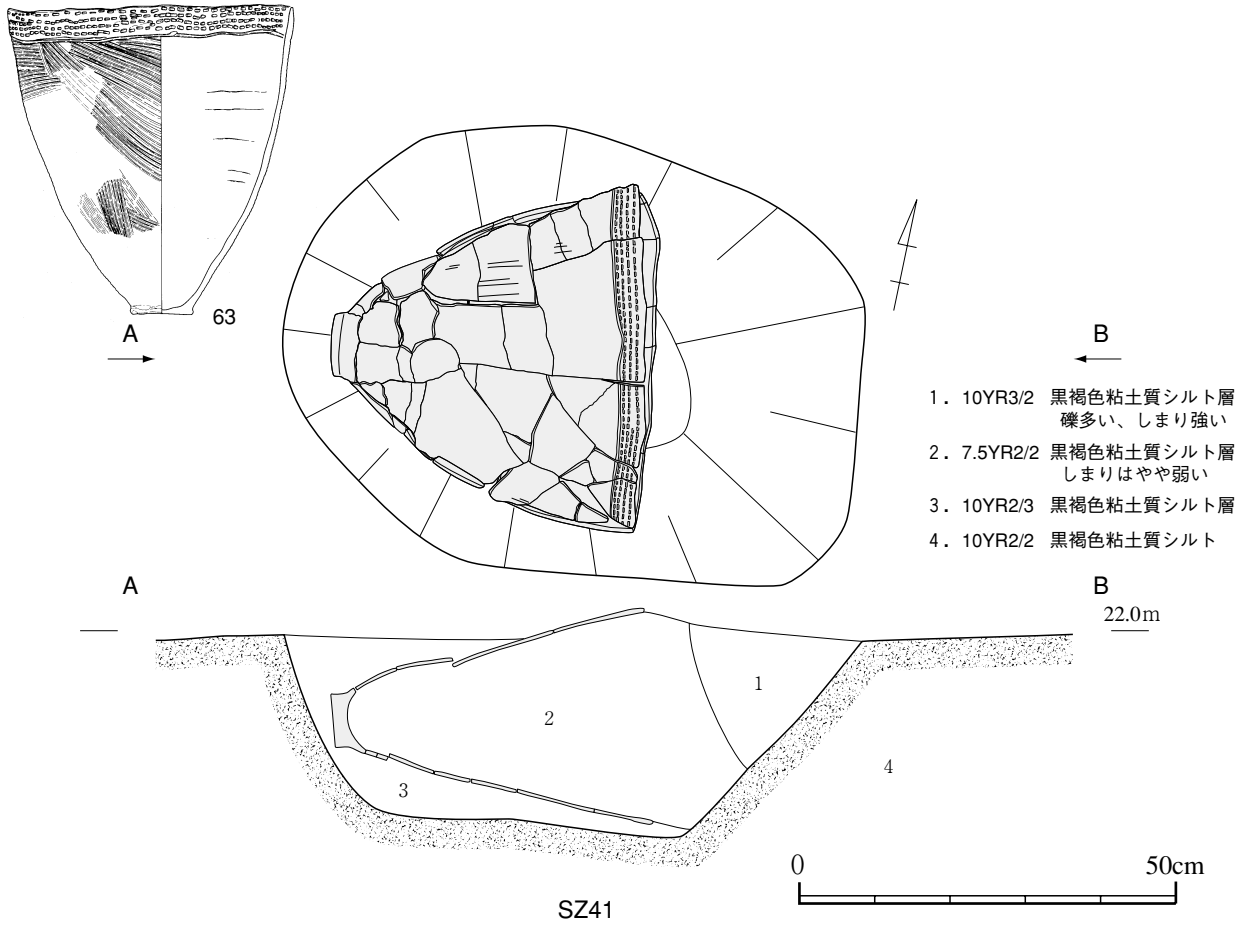 63
A
B
1．10YR3/2 黒褐色粘土質シルト層
礫多い、しまり強い
2．7.5YR2/2 黒褐色粘土質シルト層
しまりはやや弱い
3．10YR2/3 黒褐色粘土質シルト層
4．10YR2/2 黒褐色粘土質シルト
A
B
22.0m
1
2
3
4
0
50cm
SZ41